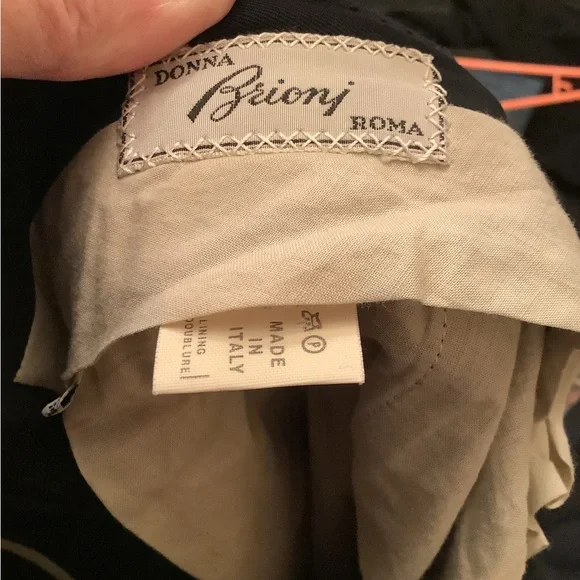 DONNA
Brioni
ROMA
P
MADE
IN
ITALY
LINING
DOUBLURE